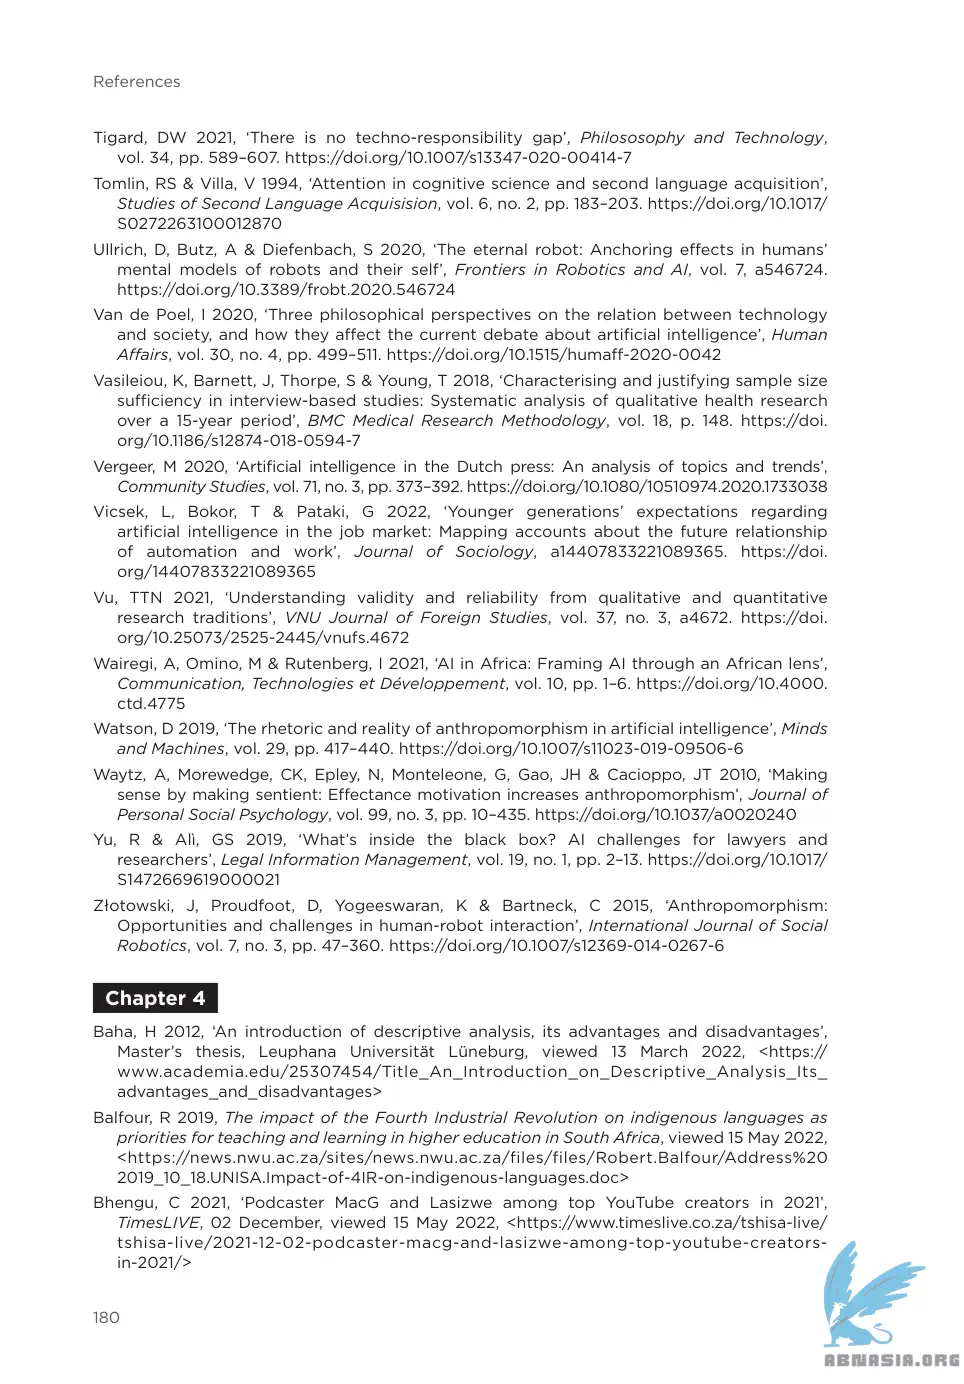 References
Tigard, DW 2021, ‘There is no techno-responsibility gap’, Philososophy and Technology,
vol. 34, pp. 589–607. https://doi.org/10.1007/s13347-020-00414-7
Tomlin, RS & Villa, V 1994, ‘Attention in cognitive science and second language acquisition’,
Studies of Second Language Acquisision, vol. 6, no. 2, pp. 183–203. https://doi.org/10.1017/
S0272263100012870
Ullrich, D, Butz, A & Diefenbach, S 2020, ‘The eternal robot: Anchoring effects in humans’
mental models of robots and their self’, Frontiers in Robotics and AI, vol. 7, a546724.
https://doi.org/10.3389/frobt.2020.546724
Van de Poel, I 2020, ‘Three philosophical perspectives on the relation between technology
and society, and how they affect the current debate about artificial intelligence’, Human
Affairs, vol. 30, no. 4, pp. 499–511. https://doi.org/10.1515/humaff-2020-0042
Vasileiou, K, Barnett, J, Thorpe, S & Young, T 2018, ‘Characterising and justifying sample size
sufficiency in interview-based studies: Systematic analysis of qualitative health research
over a 15-year period’, BMC Medical Research Methodology, vol. 18, p. 148. https://doi.
org/10.1186/s12874-018-0594-7
Vergeer, M 2020, ‘Artificial intelligence in the Dutch press: An analysis of topics and trends’,
Community Studies, vol. 71, no. 3, pp. 373–392. https://doi.org/10.1080/10510974.2020.1733038
Vicsek, L, Bokor, T & Pataki, G 2022, ‘Younger generations’ expectations regarding
artificial intelligence in the job market: Mapping accounts about the future relationship
of automation and work’, Journal of Sociology, a14407833221089365. https://doi.
org/14407833221089365
Vu, TTN 2021, ‘Understanding validity and reliability from qualitative and quantitative
research traditions’, VNU Journal of Foreign Studies, vol. 37, no. 3, a4672. https://doi.
org/10.25073/2525-2445/vnufs.4672
Wairegi, A, Omino, M & Rutenberg, I 2021, ‘AI in Africa: Framing AI through an African lens’,
Communication, Technologies et Développement, vol. 10, pp. 1–6. https://doi.org/10.4000.
ctd.4775
Watson, D 2019, ‘The rhetoric and reality of anthropomorphism in artificial intelligence’, Minds
and Machines, vol. 29, pp. 417–440. https://doi.org/10.1007/s11023-019-09506-6
Waytz, A, Morewedge, CK, Epley, N, Monteleone, G, Gao, JH & Cacioppo, JT 2010, ‘Making
sense by making sentient: Effectance motivation increases anthropomorphism’, Journal of
Personal Social Psychology, vol. 99, no. 3, pp. 10–435. https://doi.org/10.1037/a0020240
Yu, R & Alì, GS 2019, ‘What’s inside the black box? AI challenges for lawyers and
researchers’, Legal Information Management, vol. 19, no. 1, pp. 2–13. https://doi.org/10.1017/
S1472669619000021
Złotowski, J, Proudfoot, D, Yogeeswaran, K & Bartneck, C 2015, ‘Anthropomorphism:
Opportunities and challenges in human-robot interaction’, International Journal of Social
Robotics, vol. 7, no. 3, pp. 47–360. https://doi.org/10.1007/s12369-014-0267-6
Chapter 4
Baha, H 2012, ‘An introduction of descriptive analysis, its advantages and disadvantages’,
Master’s thesis, Leuphana Universität Lüneburg, viewed 13 March 2022, <https://
www.academia.edu/25307454/Title_An_Introduction_on_Descriptive_Analysis_Its_
advantages_and_disadvantages>
Balfour, R 2019, The impact of the Fourth Industrial Revolution on indigenous languages as
priorities for teaching and learning in higher education in South Africa, viewed 15 May 2022,
<https://news.nwu.ac.za/sites/news.nwu.ac.za/files/files/Robert.Balfour/Address%20
2019_10_18.UNISA.Impact-of-4IR-on-indigenous-languages.doc>
Bhengu, C 2021, ‘Podcaster MacG and Lasizwe among top YouTube creators in 2021’,
TimesLIVE, 02 December, viewed 15 May 2022, <https://www.timeslive.co.za/tshisa-live/
tshisa-live/2021-12-02-podcaster-macg-and-lasizwe-among-top-youtube-creators-
in-2021/>
180
ABNASIA.ORG